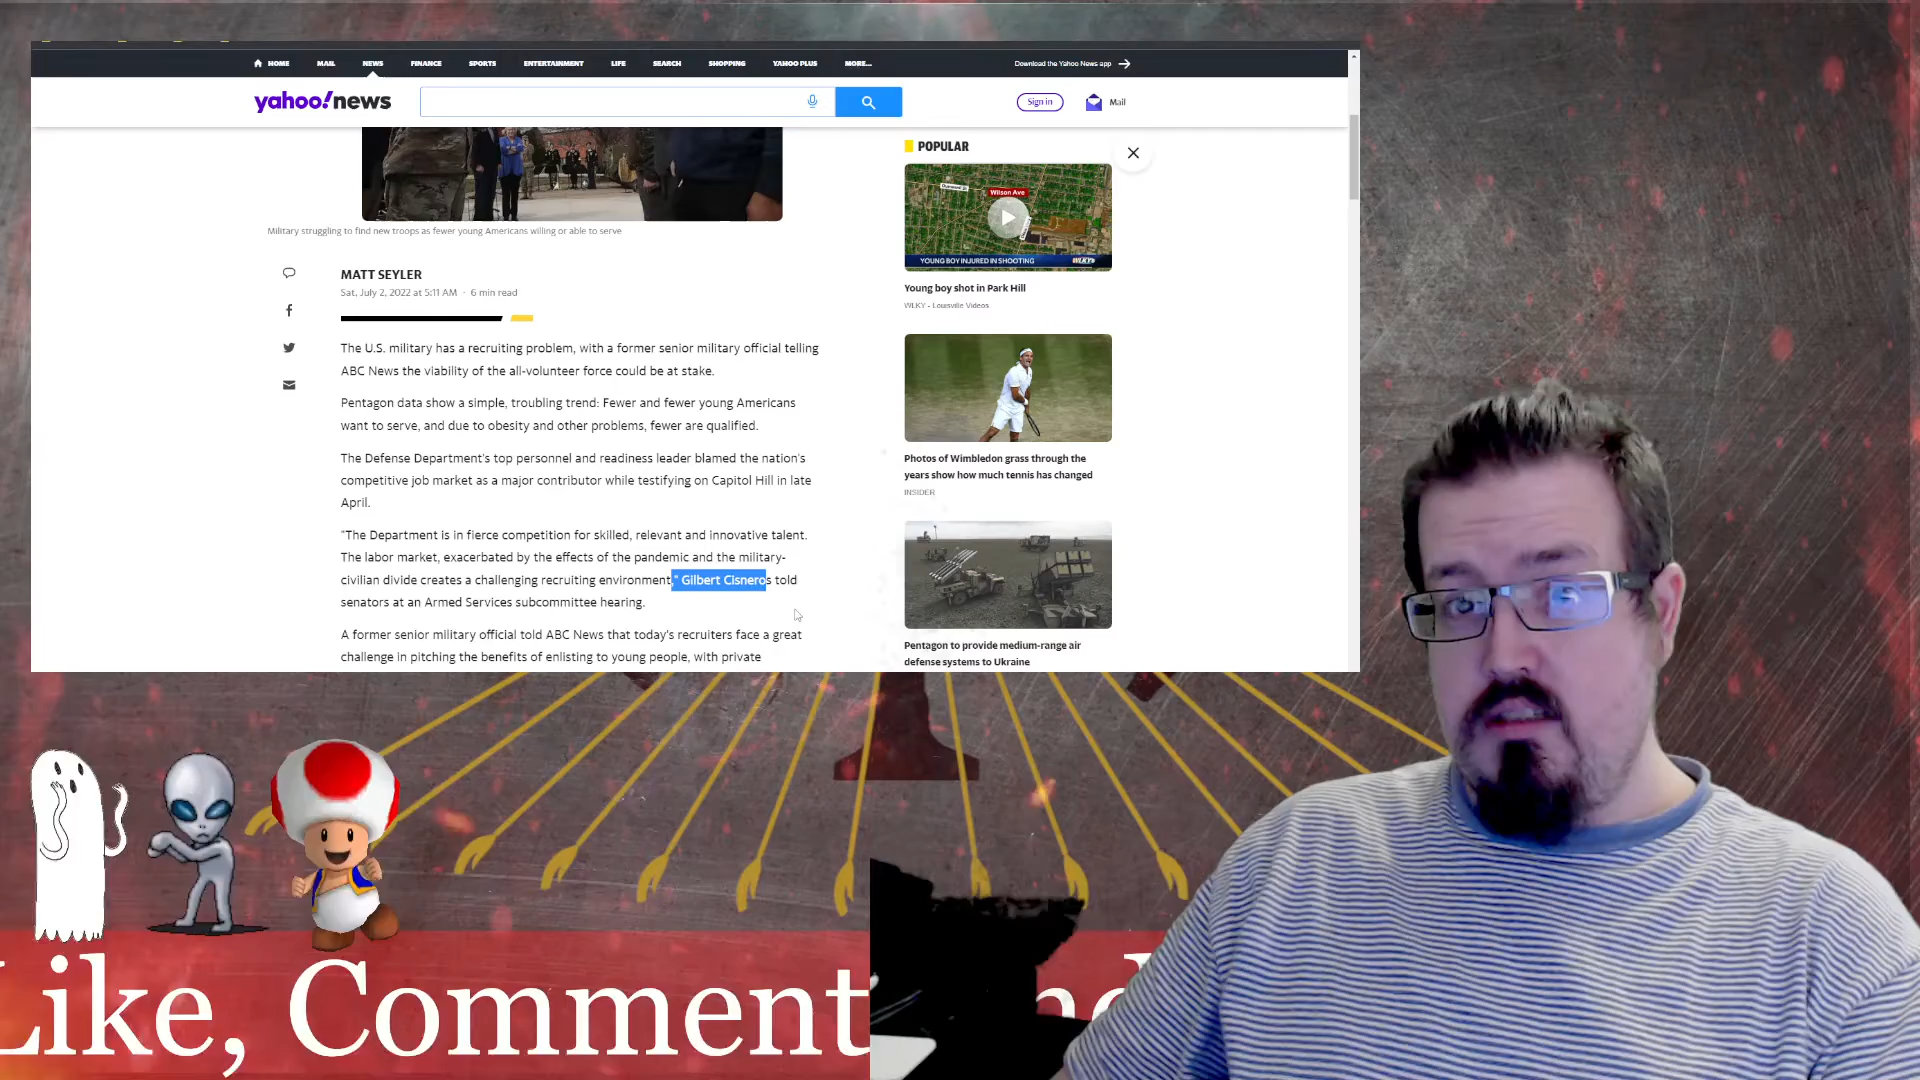 HOME MAIL NEWS FINANCE SPORTS ENTERTAINMENT LIFE SEARCH SHOPPING YAHOO PLUS MORE... Download the Yahoo News app
yahoo!news Sign in Mail
Military struggling to find new troops as fewer young Americans willing or able to serve
MATT SEYLER
Sat, July 2, 2022 at 5:11 AM · 6 min read
The U.S. military has a recruiting problem, with a former senior military official telling
ABC News the viability of the all-volunteer force could be at stake.
Pentagon data show a simple, troubling trend: Fewer and fewer young Americans
want to serve, and due to obesity and other problems, fewer are qualified.
The Defense Department's top personnel and readiness leader blamed the nation's
competitive job market as a major contributor while testifying on Capitol Hill in late
April.
"The Department is in fierce competition for skilled, relevant and innovative talent.
The labor market, exacerbated by the effects of the pandemic and the military-
civilian divide creates a challenging recruiting environment," Gilbert Cisneros told
senators at an Armed Services subcommittee hearing.
A former senior military official told ABC News that today's recruiters face a great
challenge in pitching the benefits of enlisting to young people, with private
POPULAR
Wilson Ave
YOUNG BOY INJURED IN SHOOTING WLKY
Young boy shot in Park Hill
WLKY - Louisville Videos
Photos of Wimbledon grass through the
years show how much tennis has changed
INSIDER
Pentagon to provide medium-range air
defense systems to Ukraine
Like, Comment